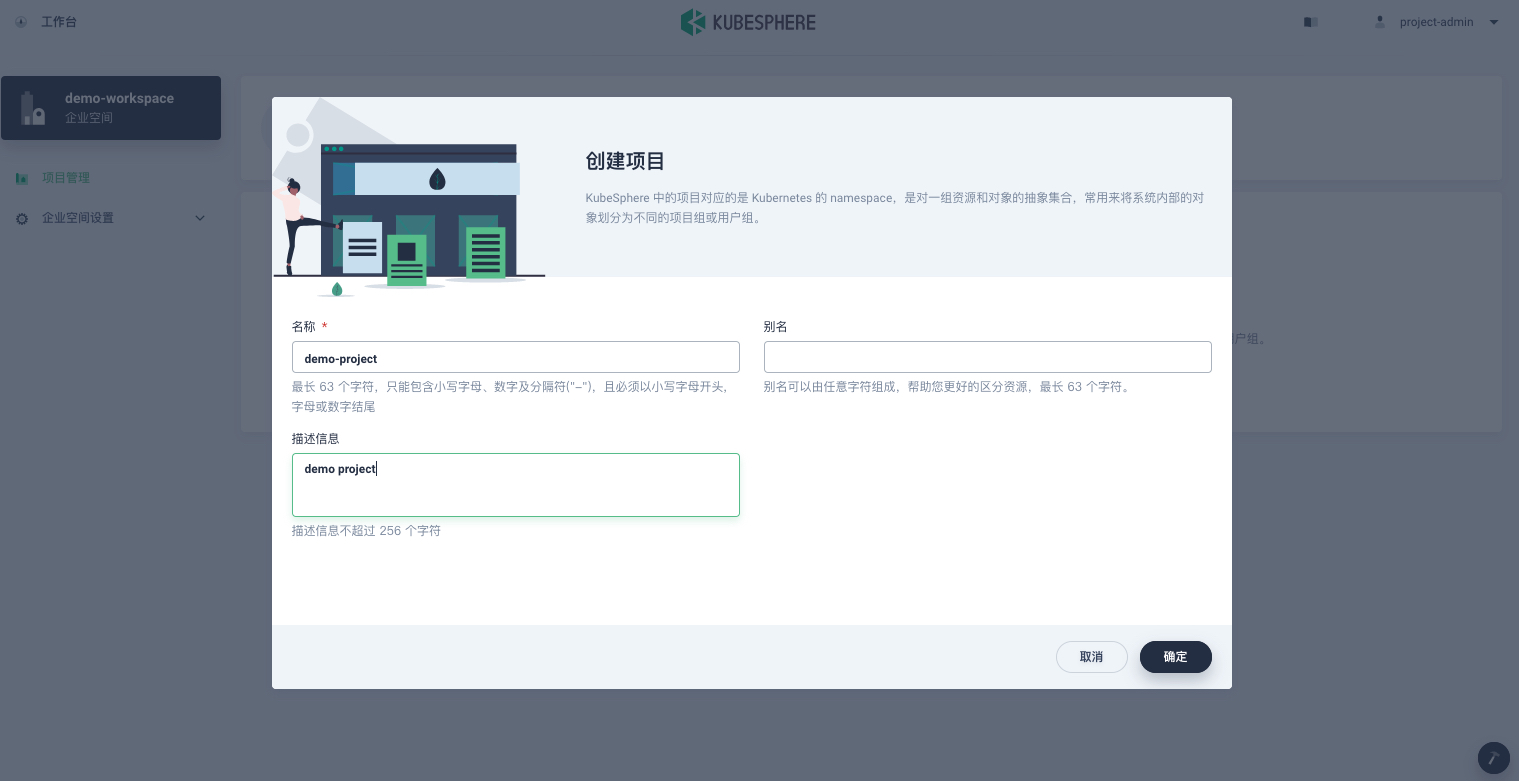 工作台
KUBESPHERE
project-admin
demo-workspace
企业空间
项目管理
企业空间设置
创建项目
KubeSphere 中的项目对应的是 Kubernetes 的 namespace，是对一组资源和对象的抽象集合，常用来将系统内部的对
象划分为不同的项目组或用户组。
名称 *
别名
demo-project
最长 63 个字符，只能包含小写字母、数字及分隔符("-")，且必须以小写字母开头，
字母或数字结尾
别名可以由任意字符组成，帮助您更好的区分资源，最长 63 个字符。
户组。
描述信息
demo project
描述信息不超过 256 个字符
取消
确定